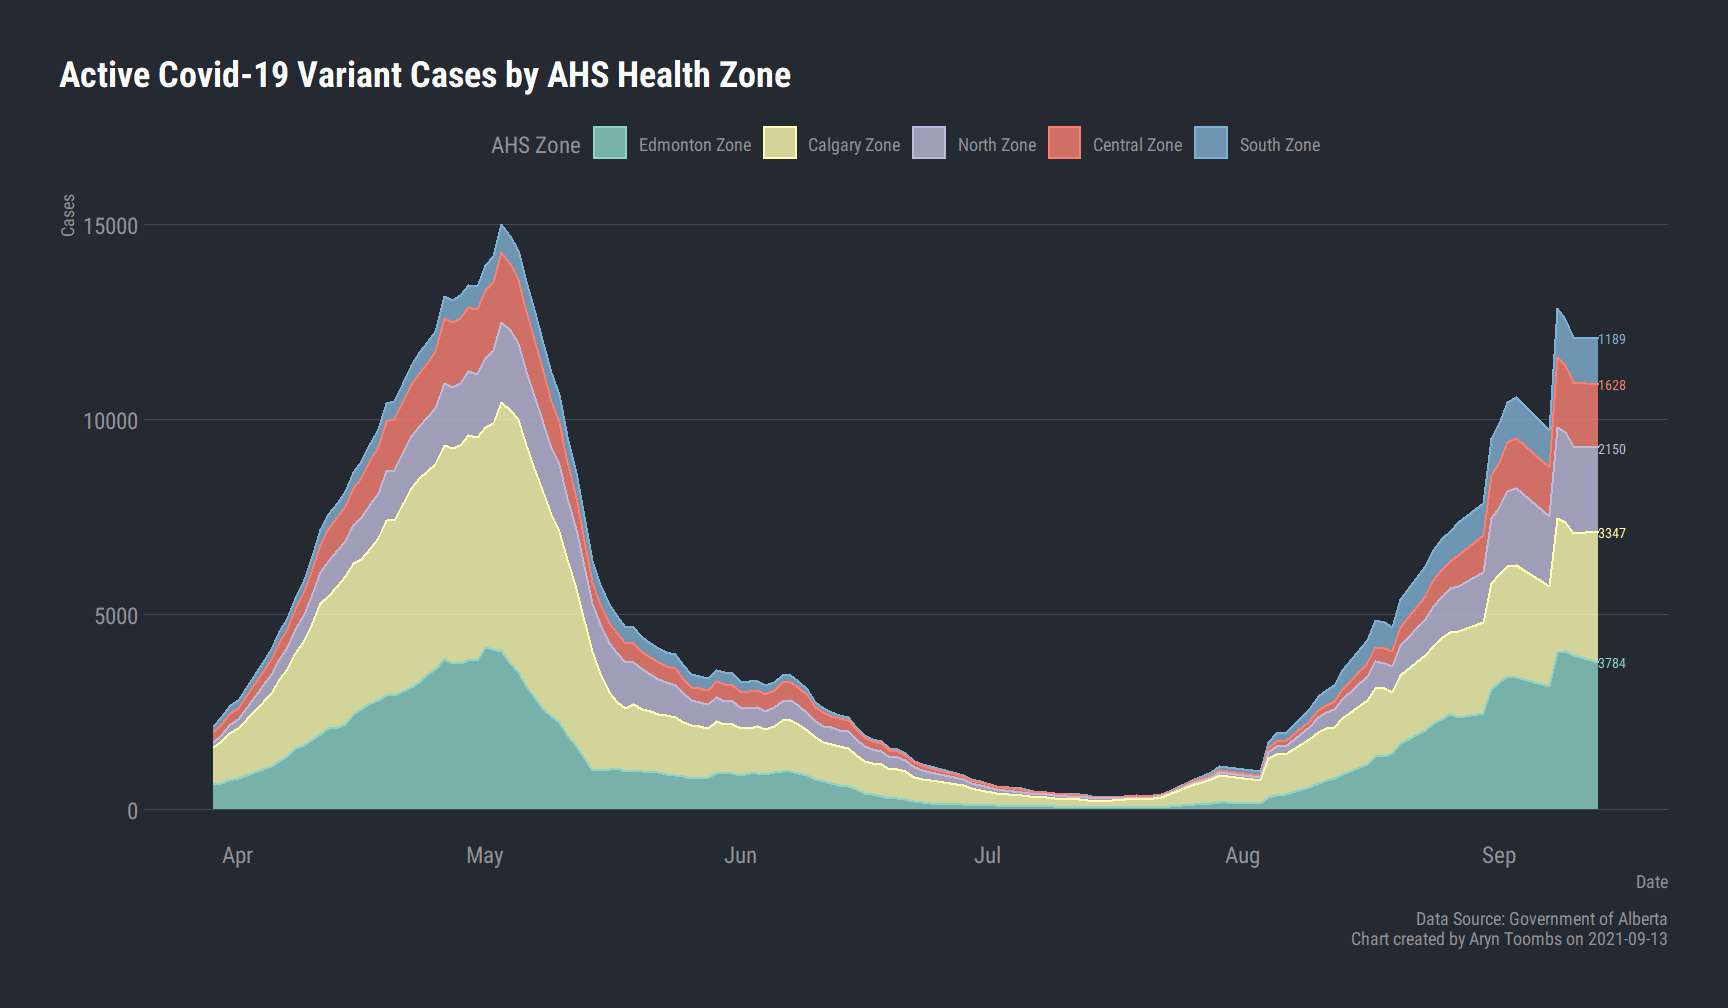 Active Covid-19 Variant Cases by AHS Health Zone
AHS Zone Edmonton Zone Calgary Zone North Zone Central Zone South Zone
Cases
15000
10000
5000
0
1189
1628
2150
3347
3784
Apr May Jun Jul Aug Sep
Date
Data Source: Government of Alberta
Chart created by Aryn Toombs on 2021-09-13